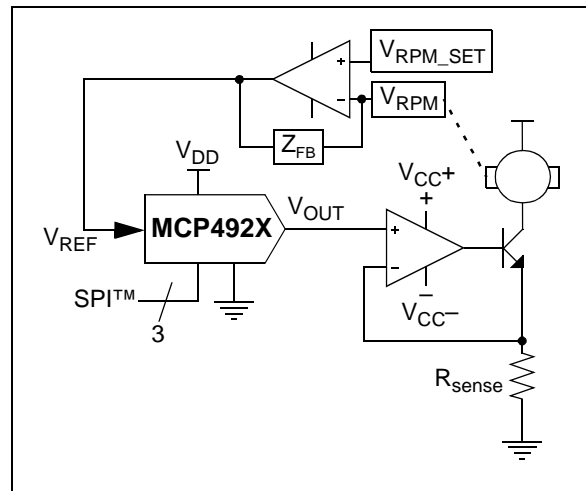 V_RPM_SET
V_RPM
Z_FB
V_DD
V_CC+
V_OUT
MCP492X
V_REF
+
–
+
–
+
–
V_CC–
SPI™
3
R_sense